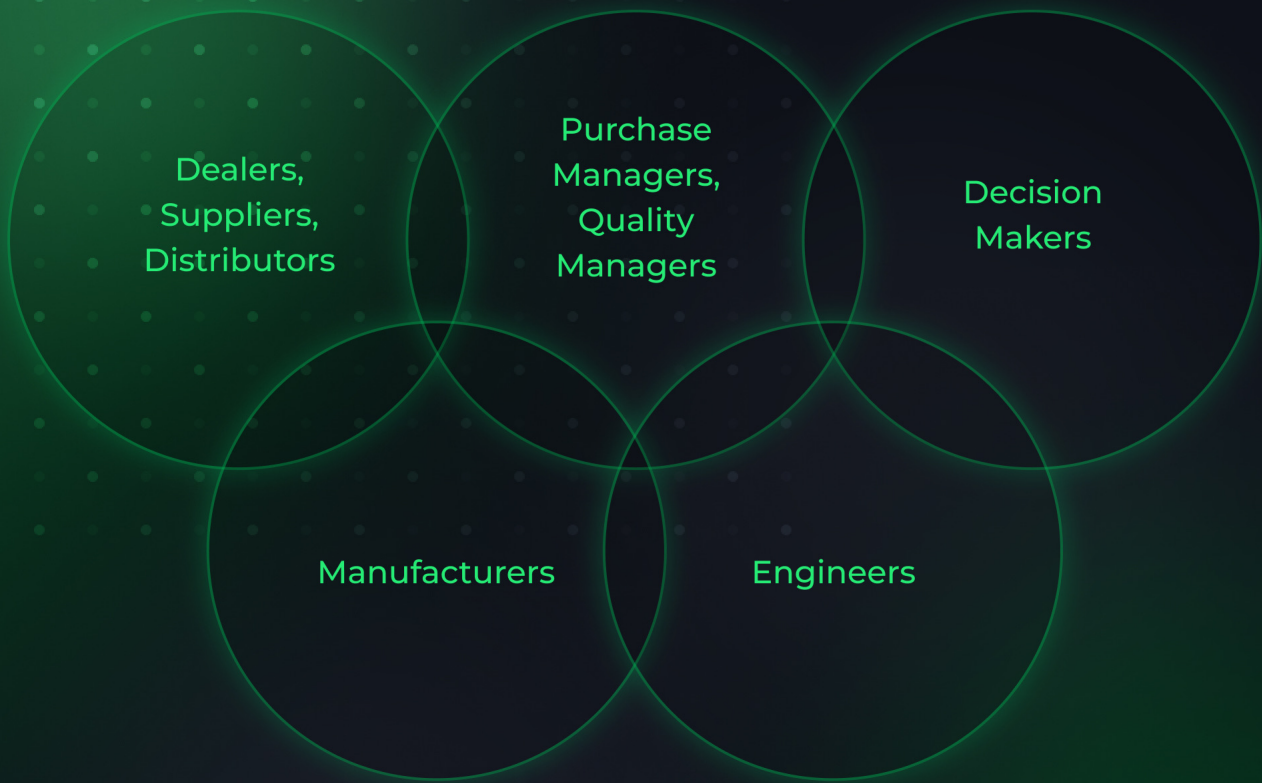 Dealers,
Suppliers,
Distributors
Purchase
Managers,
Quality
Managers
Decision
Makers
Manufacturers
Engineers